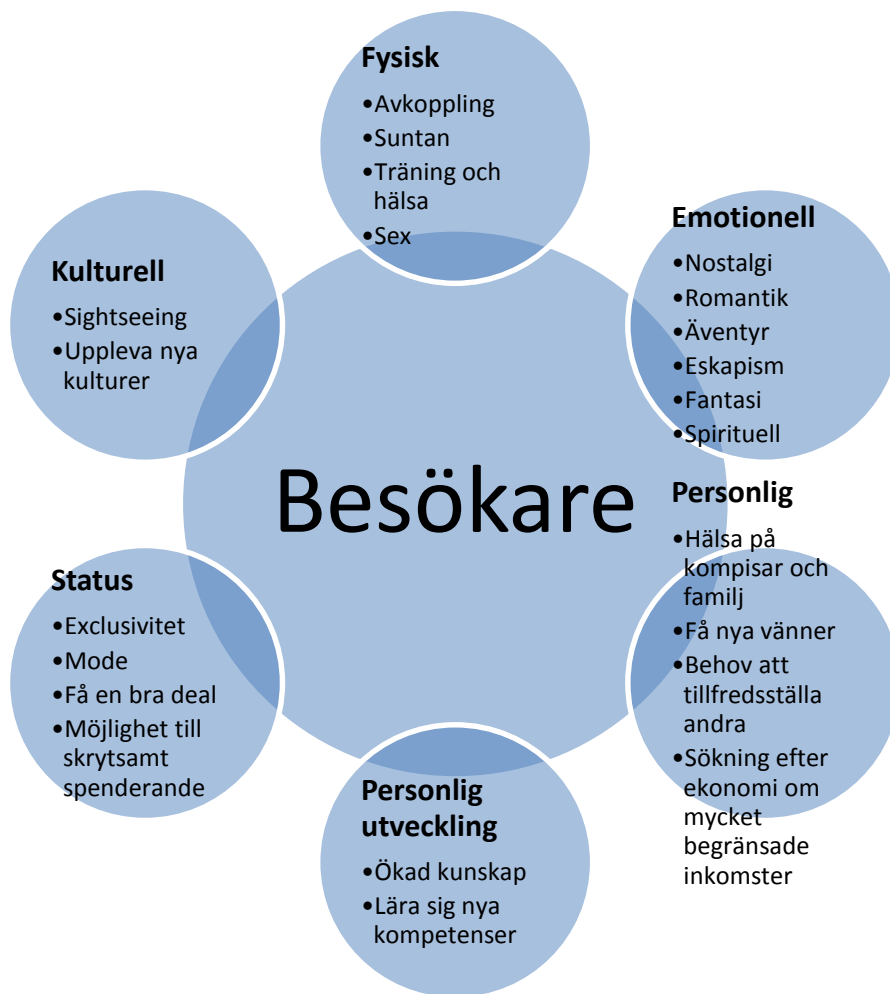 Fysisk
•Avkoppling
•Suntan
•Träning och
hälsa
•Sex
Emotionell
•Nostalgi
•Romantik
•Äventyr
•Eskapism
•Fantasi
•Spirituell
Personlig
•Hälsa på
kompisar och
familj
•Få nya vänner
•Behov att
tillfredsställa
andra
•Sökning efter
ekonomi om
mycket
begränsade
inkomster
Personlig
utveckling
•Ökad kunskap
•Lära sig nya
kompetenser
Status
•Exclusivitet
•Mode
•Få en bra deal
•Möjlighet till
skrytsamt
spenderande
Kulturell
•Sightseeing
•Uppleva nya
kulturer
Besökare